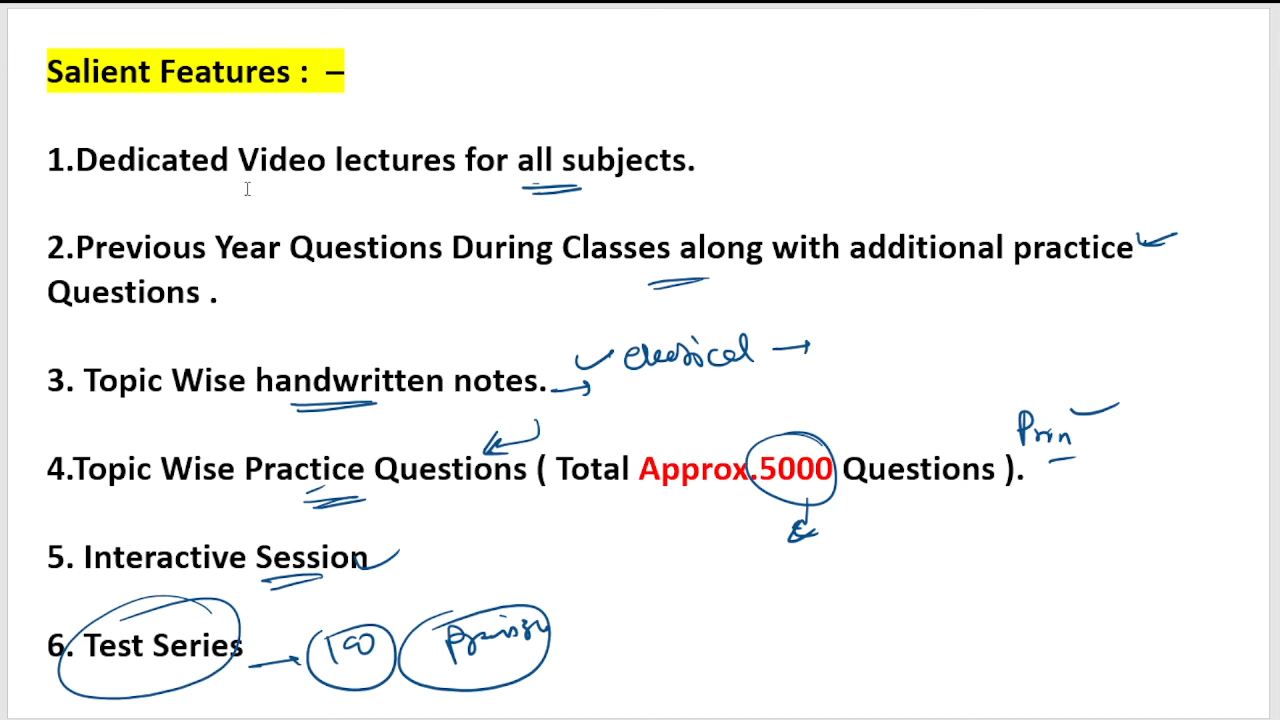 Salient Features :  –
1.Dedicated Video lectures for all subjects.
2.Previous Year Questions During Classes along with additional practice
Questions .
classical
3. Topic Wise handwritten notes.
Prin
4.Topic Wise Practice Questions ( Total Approx.5000 Questions ).
5. Interactive Session
6. Test Series